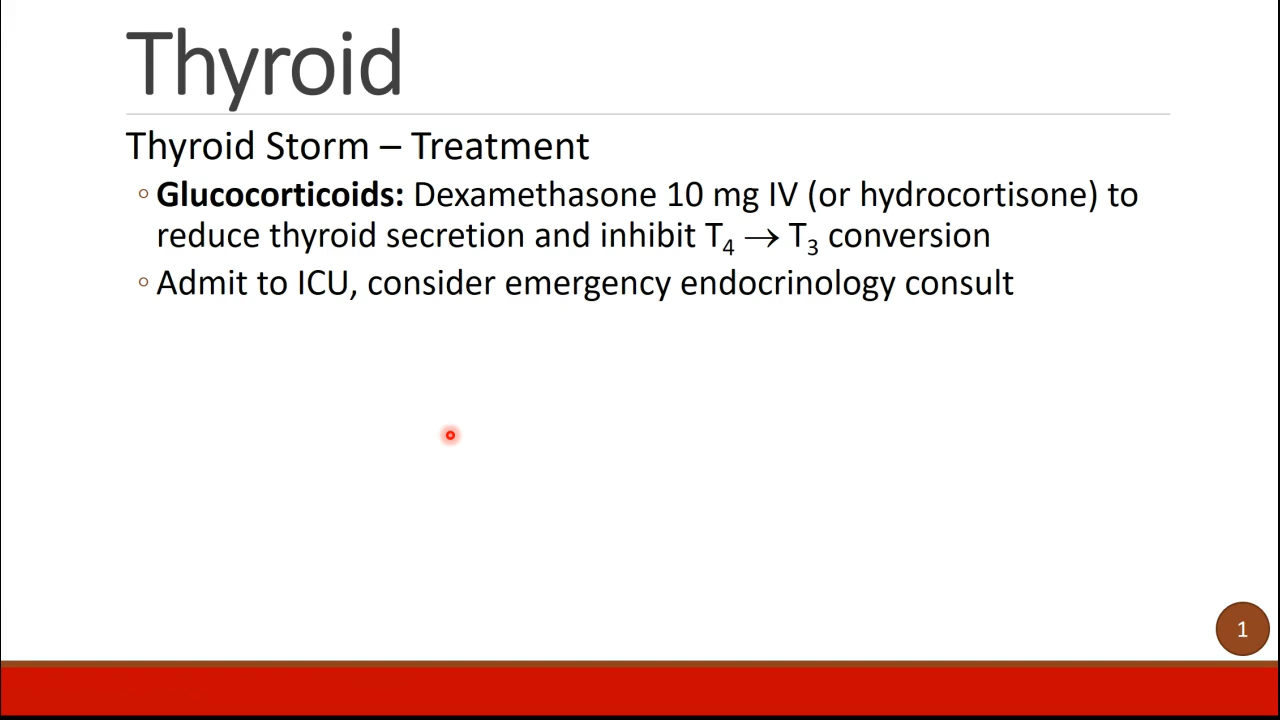 Thyroid
Thyroid Storm – Treatment
◦ Glucocorticoids: Dexamethasone 10 mg IV (or hydrocortisone) to
reduce thyroid secretion and inhibit T₄ → T₃ conversion
◦ Admit to ICU, consider emergency endocrinology consult
1